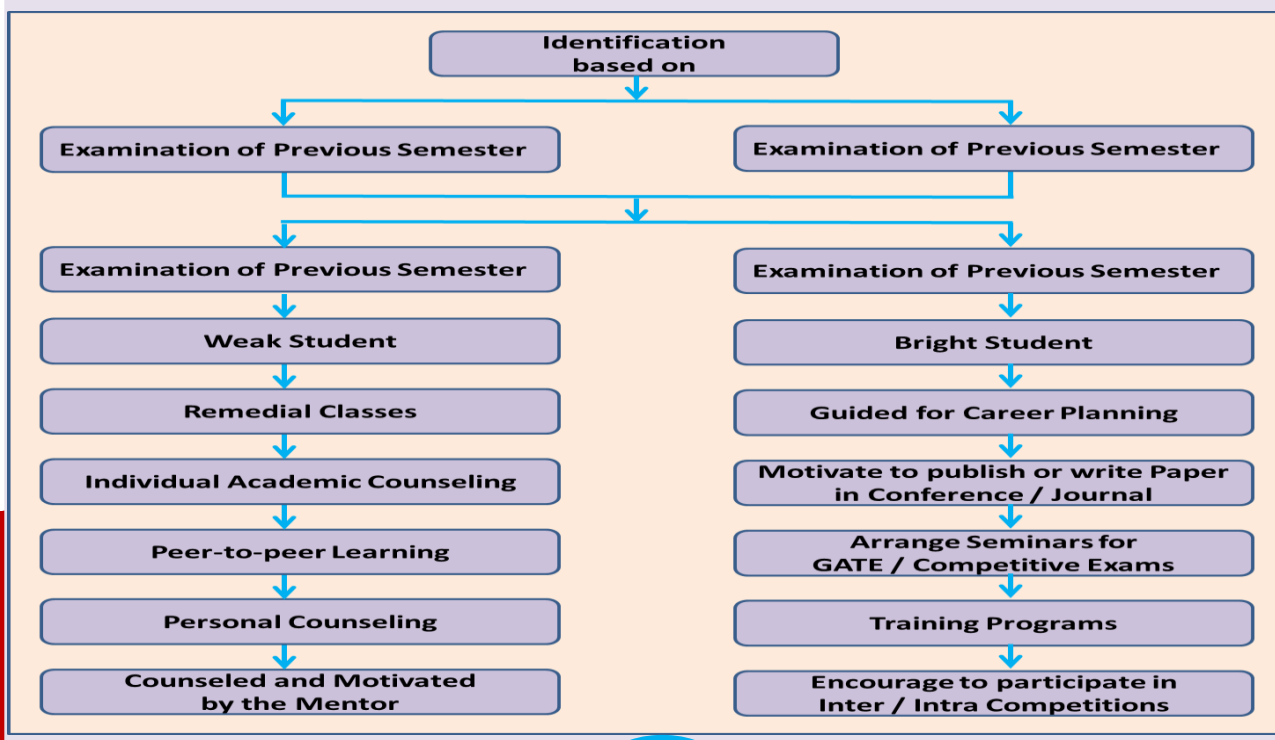 Identification
based on
Examination of Previous Semester
Examination of Previous Semester
Examination of Previous Semester
Examination of Previous Semester
Weak Student
Bright Student
Remedial Classes
Guided for Career Planning
Individual Academic Counseling
Motivate to publish or write Paper
in Conference / Journal
Peer-to-peer Learning
Arrange Seminars for
GATE / Competitive Exams
Personal Counseling
Training Programs
Counseled and Motivated
by the Mentor
Encourage to participate in
Inter / Intra Competitions